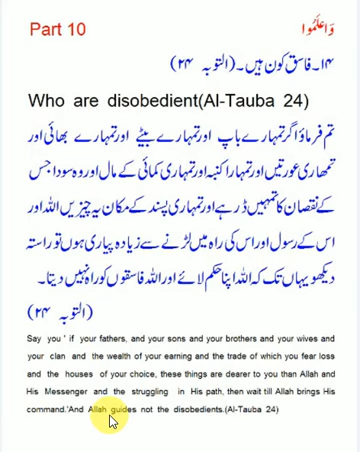 Part 10
وَاعْلَمُوا
۱۴۔ فاسق کون ہیں۔ (التوبہ ۲۴)
Who are disobedient(Al-Tauba 24)
تم فرماؤ اگر تمہارے باپ اور تمہارے بیٹے اور تمہارے بھائی اور
تمھاری عورتیں اور تمہارا کنبہ اور تمہاری کمائی کے مال اور وہ سودا جس
کے نقصان کا تمہیں ڈر ہے اور تمہاری پسند کے مکان یہ چیزیں اللہ اور
اس کے رسول اور اس کی راہ میں لڑنے سے زیادہ پیاری ہوں تو راستہ
دیکھو یہاں تک کہ اللہ اپنا حکم لائے اور اللہ فاسقوں کو راہ نہیں دیتا۔
(التوبہ ۲۴)
Say you ' if your fathers, and your sons and your brothers and your wives and
your clan and the wealth of your earning and the trade of which you fear loss
and the houses of your choice, these things are dearer to you than Allah and
His Messenger and the struggling in His path, then wait till Allah brings His
command.'And Allah guides not the disobedients.(Al-Tauba 24)